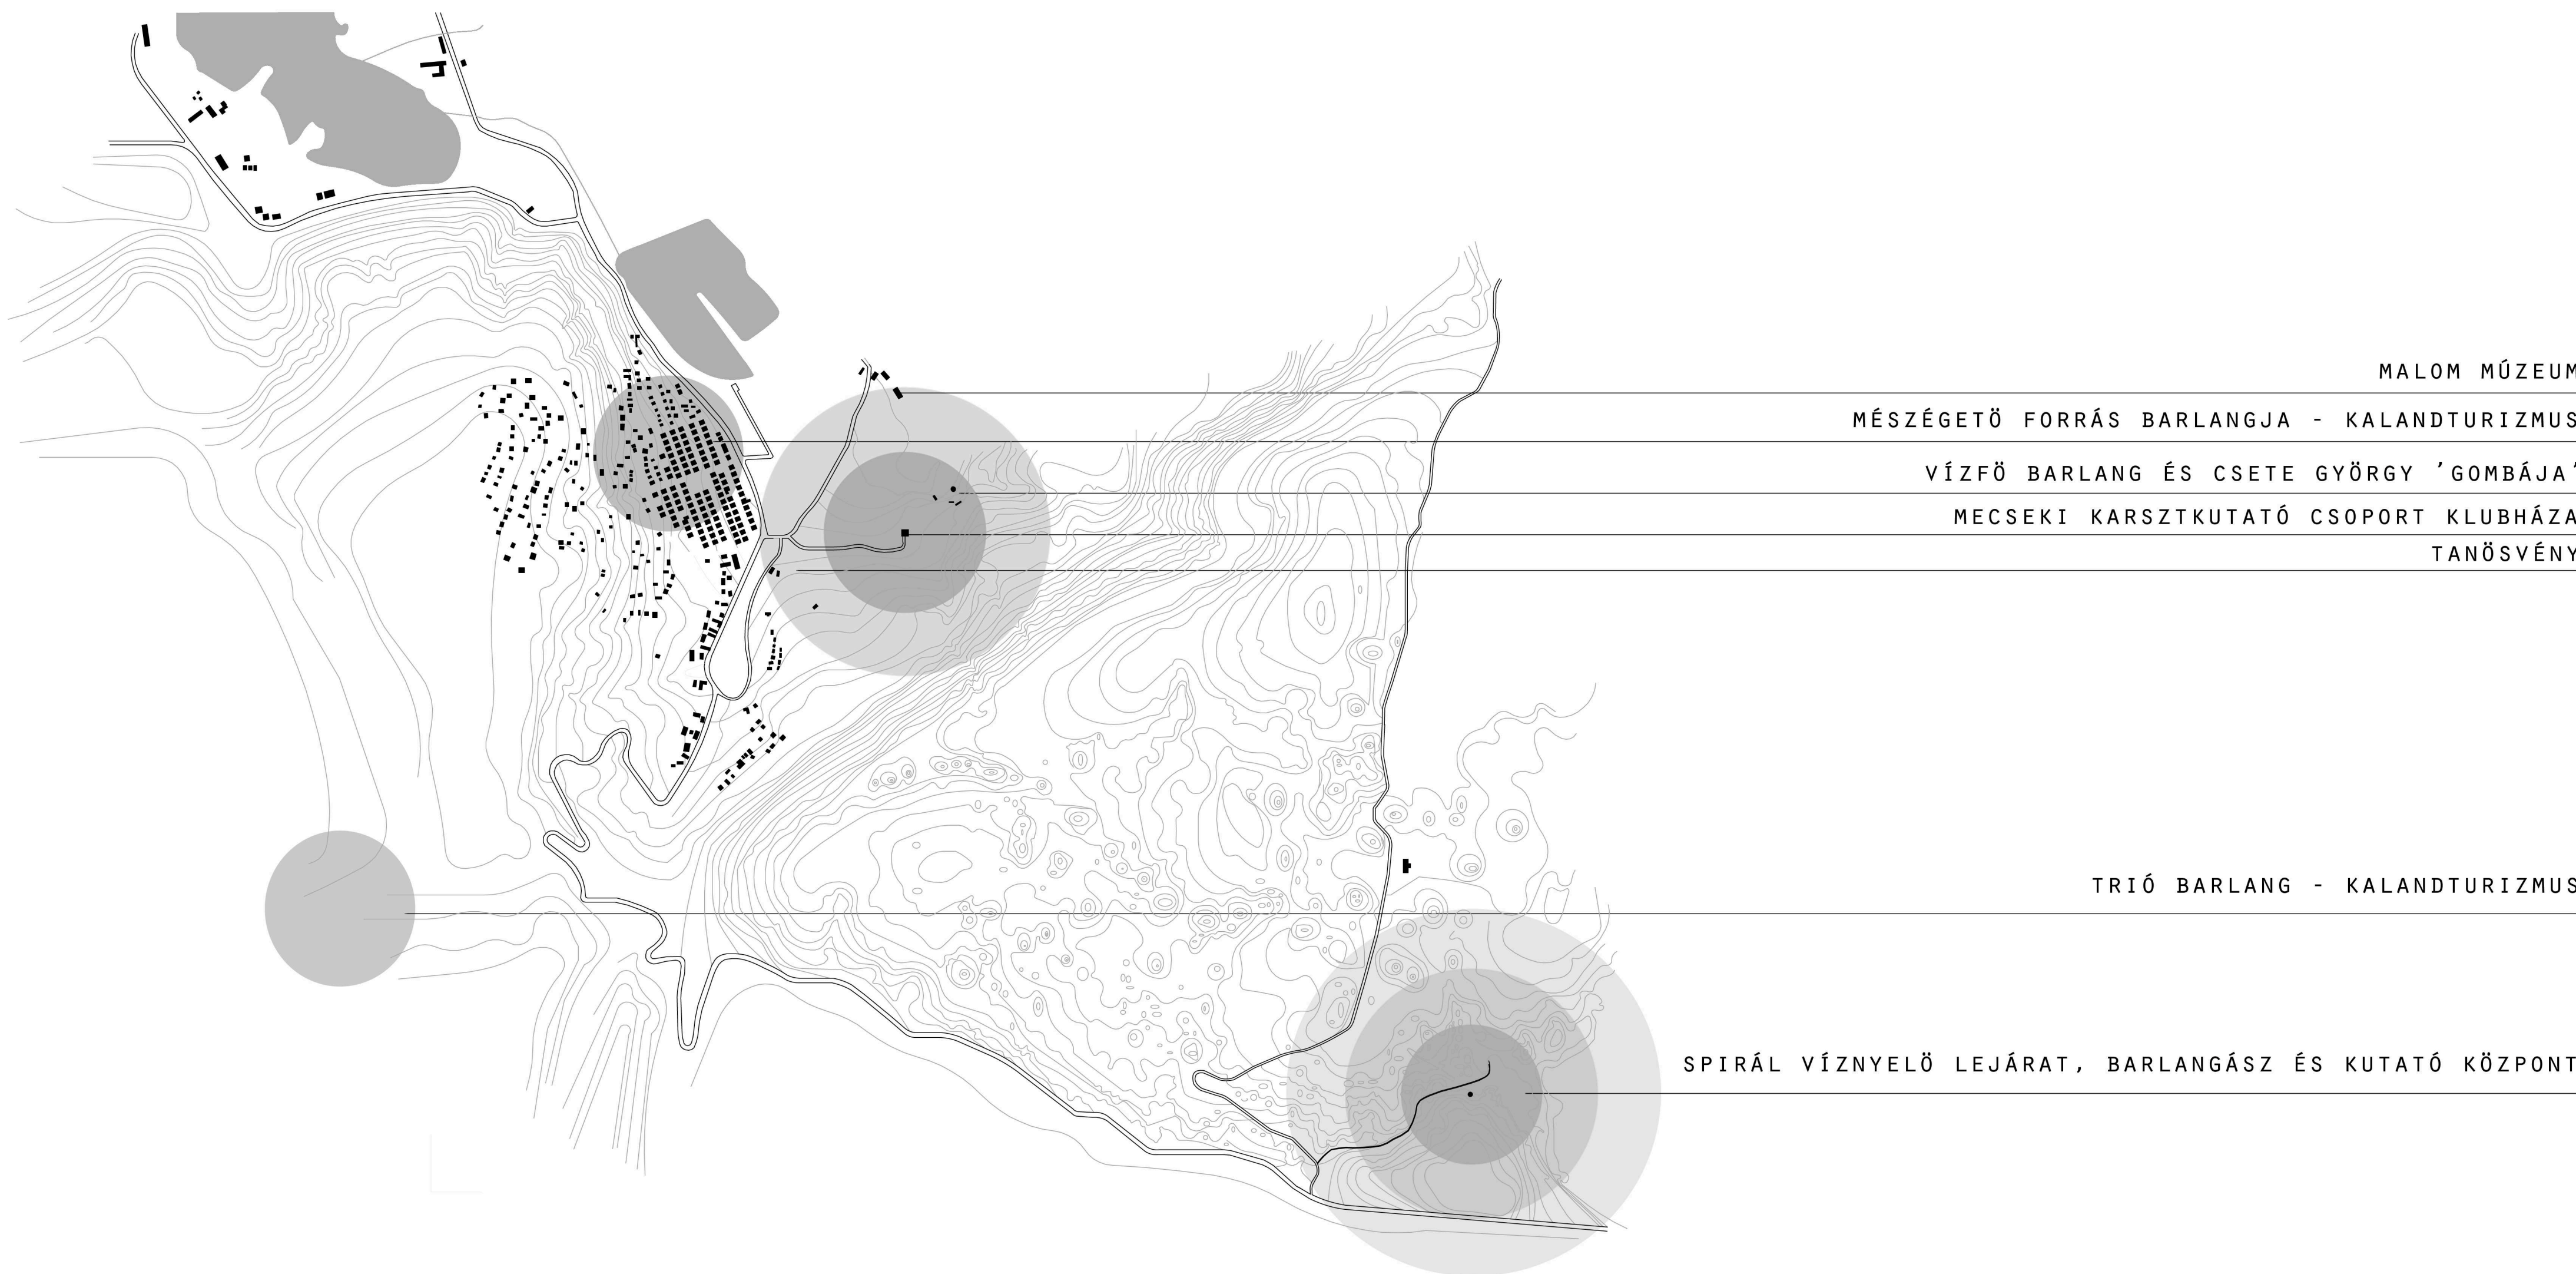 MALOM MÚZEUM
MÉSZÉGETÖ FORRÁS BARLANGJA - KALANDTURIZMUS
VÍZFÖ BARLANG ÉS CSETE GYÖRGY 'GOMBÁJA'
MECSEKI KARSZTKUTATÓ CSOPORT KLUBHÁZA
TANÖSVÉNY
TRIÓ BARLANG - KALANDTURIZMUS
SPIRÁL VÍZNYELÖ LEJÁRAT, BARLANGÁSZ ÉS KUTATÓ KÖZPONT